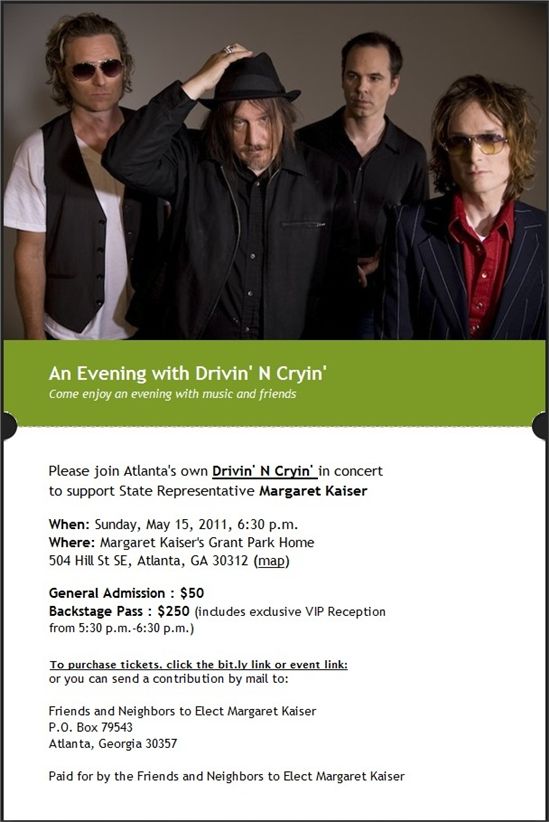 An Evening with Drivin' N Cryin'
Come enjoy an evening with music and friends
Please join Atlanta's own Drivin' N Cryin' in concert
to support State Representative Margaret Kaiser
When: Sunday, May 15, 2011, 6:30 p.m.
Where: Margaret Kaiser's Grant Park Home
504 Hill St SE, Atlanta, GA 30312 (map)
General Admission : $50
Backstage Pass : $250 (includes exclusive VIP Reception
from 5:30 p.m.-6:30 p.m.)
To purchase tickets, click the bit.ly link or event link:
or you can send a contribution by mail to:
Friends and Neighbors to Elect Margaret Kaiser
P.O. Box 79543
Atlanta, Georgia 30357
Paid for by the Friends and Neighbors to Elect Margaret Kaiser